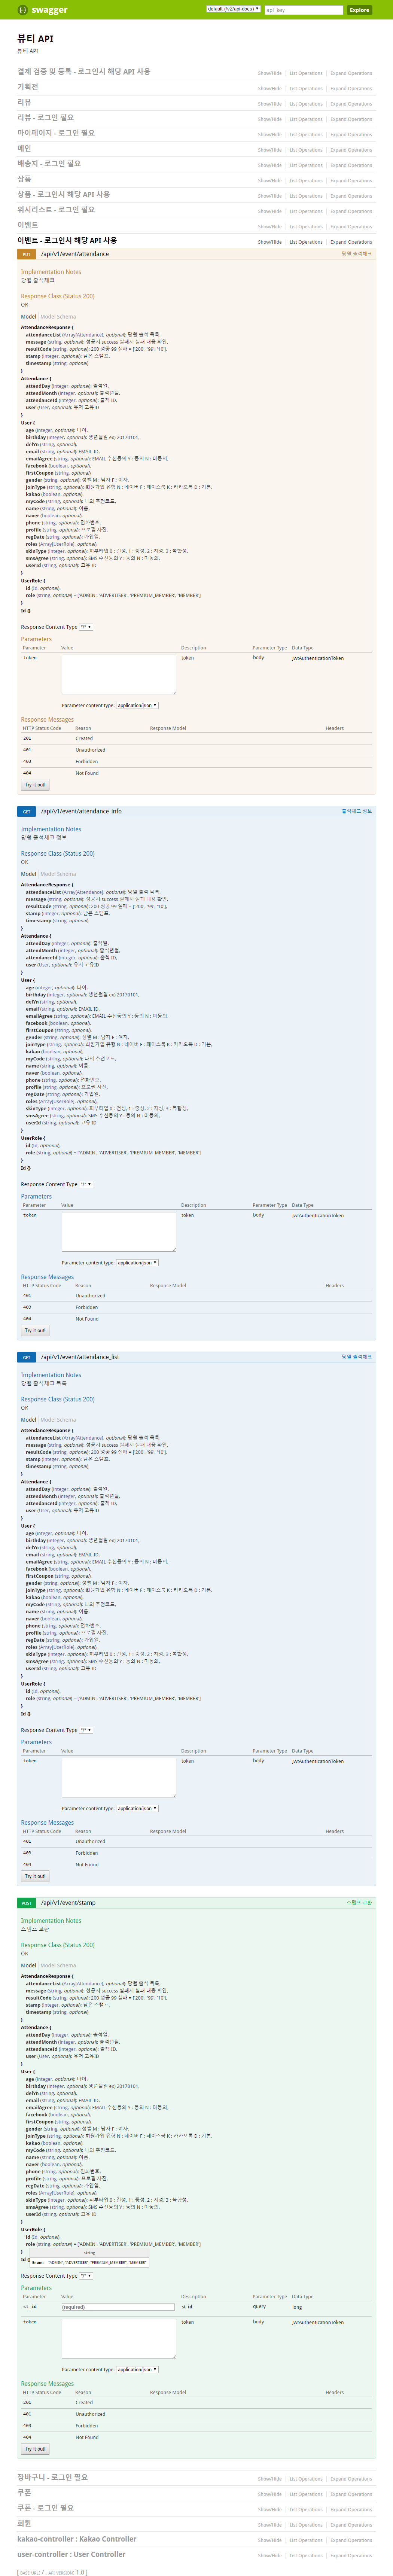 swagger
default (/v2/api-docs)
api_key
Explore
뷰티 API
뷰티 API
결제 검증 및 등록 - 로그인시 해당 API 사용
Show/Hide
List Operations
Expand Operations
기획전
Show/Hide
List Operations
Expand Operations
리뷰
Show/Hide
List Operations
Expand Operations
리뷰 - 로그인 필요
Show/Hide
List Operations
Expand Operations
마이페이지 - 로그인 필요
Show/Hide
List Operations
Expand Operations
메인
Show/Hide
List Operations
Expand Operations
배송지 - 로그인 필요
Show/Hide
List Operations
Expand Operations
상품
Show/Hide
List Operations
Expand Operations
상품 - 로그인시 해당 API 사용
Show/Hide
List Operations
Expand Operations
위시리스트 - 로그인 필요
Show/Hide
List Operations
Expand Operations
이벤트
Show/Hide
List Operations
Expand Operations
이벤트 - 로그인시 해당 API 사용
Show/Hide
List Operations
Expand Operations
PUT
/api/v1/event/attendance
당월 출석체크
Implementation Notes
당월 출석체크
Response Class (Status 200)
OK
Model
Model Schema
AttendanceResponse {
attendanceList (Array[Attendance], optional): 당월 출석 목록,
message (string, optional): 성공시 success 실패시 실패 내용 확인,
resultCode (string, optional): 200 성공 99 실패 = ['200', '99', '10'],
stamp (integer, optional): 남은 스탬프,
timestamp (string, optional)
}
Attendance {
attendDay (integer, optional): 출석일,
attendMonth (integer, optional): 출석년월,
attendanceId (integer, optional): 출첵 ID,
user (User, optional): 유저 고유ID
}
User {
age (integer, optional): 나이,
birthday (integer, optional): 생년월일 ex) 20170101,
delYn (string, optional),
email (string, optional): EMAIL ID,
emailAgree (string, optional): EMAIL 수신동의 Y : 동의 N : 미동의,
facebook (boolean, optional),
firstCoupon (string, optional),
gender (string, optional): 성별 M : 남자 F : 여자,
joinType (string, optional): 회원가입 유형 N : 네이버 F : 페이스북 K : 카카오톡 D : 기본,
kakao (boolean, optional),
myCode (string, optional): 나의 추천코드,
name (string, optional): 이름,
naver (boolean, optional),
phone (string, optional): 전화번호,
profile (string, optional): 프로필 사진,
regDate (string, optional): 가입일,
roles (Array[UserRole], optional),
skinType (integer, optional): 피부타입 0 : 건성, 1 : 중성, 2 : 지성, 3 : 복합성,
smsAgree (string, optional): SMS 수신동의 Y : 동의 N : 미동의,
userId (string, optional): 고유 ID
}
UserRole {
id (Id, optional),
role (string, optional) = ['ADMIN', 'ADVERTISER', 'PREMIUM_MEMBER', 'MEMBER']
}
Id {}
Response Content Type */*
Parameters
Parameter
Value
Description
Parameter Type
Data Type
token
token
body
JwtAuthenticationToken
Parameter content type: application/json
Response Messages
HTTP Status Code
Reason
Response Model
Headers
201
Created
401
Unauthorized
403
Forbidden
404
Not Found
Try it out!
GET
/api/v1/event/attendance_info
출석체크 정보
Implementation Notes
당월 출석체크 정보
Response Class (Status 200)
OK
Model
Model Schema
AttendanceResponse {
attendanceList (Array[Attendance], optional): 당월 출석 목록,
message (string, optional): 성공시 success 실패시 실패 내용 확인,
resultCode (string, optional): 200 성공 99 실패 = ['200', '99', '10'],
stamp (integer, optional): 남은 스탬프,
timestamp (string, optional)
}
Attendance {
attendDay (integer, optional): 출석일,
attendMonth (integer, optional): 출석년월,
attendanceId (integer, optional): 출첵 ID,
user (User, optional): 유저 고유ID
}
User {
age (integer, optional): 나이,
birthday (integer, optional): 생년월일 ex) 20170101,
delYn (string, optional),
email (string, optional): EMAIL ID,
emailAgree (string, optional): EMAIL 수신동의 Y : 동의 N : 미동의,
facebook (boolean, optional),
firstCoupon (string, optional),
gender (string, optional): 성별 M : 남자 F : 여자,
joinType (string, optional): 회원가입 유형 N : 네이버 F : 페이스북 K : 카카오톡 D : 기본,
kakao (boolean, optional),
myCode (string, optional): 나의 추천코드,
name (string, optional): 이름,
naver (boolean, optional),
phone (string, optional): 전화번호,
profile (string, optional): 프로필 사진,
regDate (string, optional): 가입일,
roles (Array[UserRole], optional),
skinType (integer, optional): 피부타입 0 : 건성, 1 : 중성, 2 : 지성, 3 : 복합성,
smsAgree (string, optional): SMS 수신동의 Y : 동의 N : 미동의,
userId (string, optional): 고유 ID
}
UserRole {
id (Id, optional),
role (string, optional) = ['ADMIN', 'ADVERTISER', 'PREMIUM_MEMBER', 'MEMBER']
}
Id {}
Response Content Type */*
Parameters
Parameter
Value
Description
Parameter Type
Data Type
token
token
body
JwtAuthenticationToken
Parameter content type: application/json
Response Messages
HTTP Status Code
Reason
Response Model
Headers
401
Unauthorized
403
Forbidden
404
Not Found
Try it out!
GET
/api/v1/event/attendance_list
당월 출석체크
Implementation Notes
당월 출석체크 목록
Response Class (Status 200)
OK
Model
Model Schema
AttendanceResponse {
attendanceList (Array[Attendance], optional): 당월 출석 목록,
message (string, optional): 성공시 success 실패시 실패 내용 확인,
resultCode (string, optional): 200 성공 99 실패 = ['200', '99', '10'],
stamp (integer, optional): 남은 스탬프,
timestamp (string, optional)
}
Attendance {
attendDay (integer, optional): 출석일,
attendMonth (integer, optional): 출석년월,
attendanceId (integer, optional): 출첵 ID,
user (User, optional): 유저 고유ID
}
User {
age (integer, optional): 나이,
birthday (integer, optional): 생년월일 ex) 20170101,
delYn (string, optional),
email (string, optional): EMAIL ID,
emailAgree (string, optional): EMAIL 수신동의 Y : 동의 N : 미동의,
facebook (boolean, optional),
firstCoupon (string, optional),
gender (string, optional): 성별 M : 남자 F : 여자,
joinType (string, optional): 회원가입 유형 N : 네이버 F : 페이스북 K : 카카오톡 D : 기본,
kakao (boolean, optional),
myCode (string, optional): 나의 추천코드,
name (string, optional): 이름,
naver (boolean, optional),
phone (string, optional): 전화번호,
profile (string, optional): 프로필 사진,
regDate (string, optional): 가입일,
roles (Array[UserRole], optional),
skinType (integer, optional): 피부타입 0 : 건성, 1 : 중성, 2 : 지성, 3 : 복합성,
smsAgree (string, optional): SMS 수신동의 Y : 동의 N : 미동의,
userId (string, optional): 고유 ID
}
UserRole {
id (Id, optional),
role (string, optional) = ['ADMIN', 'ADVERTISER', 'PREMIUM_MEMBER', 'MEMBER']
}
Id {}
Response Content Type */*
Parameters
Parameter
Value
Description
Parameter Type
Data Type
token
token
body
JwtAuthenticationToken
Parameter content type: application/json
Response Messages
HTTP Status Code
Reason
Response Model
Headers
401
Unauthorized
403
Forbidden
404
Not Found
Try it out!
POST
/api/v1/event/stamp
스탬프 교환
Implementation Notes
스탬프 교환
Response Class (Status 200)
OK
Model
Model Schema
AttendanceResponse {
attendanceList (Array[Attendance], optional): 당월 출석 목록,
message (string, optional): 성공시 success 실패시 실패 내용 확인,
resultCode (string, optional): 200 성공 99 실패 = ['200', '99', '10'],
stamp (integer, optional): 남은 스탬프,
timestamp (string, optional)
}
Attendance {
attendDay (integer, optional): 출석일,
attendMonth (integer, optional): 출석년월,
attendanceId (integer, optional): 출첵 ID,
user (User, optional): 유저 고유ID
}
User {
age (integer, optional): 나이,
birthday (integer, optional): 생년월일 ex) 20170101,
delYn (string, optional),
email (string, optional): EMAIL ID,
emailAgree (string, optional): EMAIL 수신동의 Y : 동의 N : 미동의,
facebook (boolean, optional),
firstCoupon (string, optional),
gender (string, optional): 성별 M : 남자 F : 여자,
joinType (string, optional): 회원가입 유형 N : 네이버 F : 페이스북 K : 카카오톡 D : 기본,
kakao (boolean, optional),
myCode (string, optional): 나의 추천코드,
name (string, optional): 이름,
naver (boolean, optional),
phone (string, optional): 전화번호,
profile (string, optional): 프로필 사진,
regDate (string, optional): 가입일,
roles (Array[UserRole], optional),
skinType (integer, optional): 피부타입 0 : 건성, 1 : 중성, 2 : 지성, 3 : 복합성,
smsAgree (string, optional): SMS 수신동의 Y : 동의 N : 미동의,
userId (string, optional): 고유 ID
}
UserRole {
id (Id, optional),
role (string, optional) = ['ADMIN', 'ADVERTISER', 'PREMIUM_MEMBER', 'MEMBER']
}
string
Id {
Enum: 'ADMIN', 'ADVERTISER', 'PREMIUM_MEMBER', 'MEMBER'
Response Content Type */*
Parameters
Parameter
Value
Description
Parameter Type
Data Type
st_id
(required)
st_id
query
long
token
token
body
JwtAuthenticationToken
Parameter content type: application/json
Response Messages
HTTP Status Code
Reason
Response Model
Headers
201
Created
401
Unauthorized
403
Forbidden
404
Not Found
Try it out!
장바구니 - 로그인 필요
Show/Hide
List Operations
Expand Operations
쿠폰
Show/Hide
List Operations
Expand Operations
쿠폰 - 로그인 필요
Show/Hide
List Operations
Expand Operations
회원
Show/Hide
List Operations
Expand Operations
kakao-controller : Kakao Controller
Show/Hide
List Operations
Expand Operations
user-controller : User Controller
Show/Hide
List Operations
Expand Operations
[ BASE URL: / , API VERSION: 1.0 ]